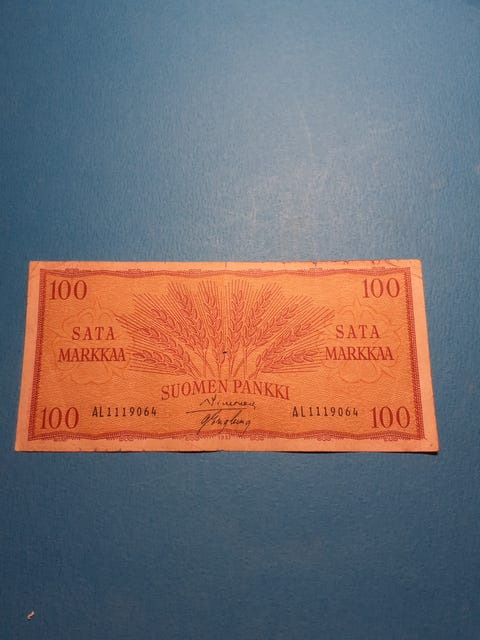 100 100
SATA SATA
MARKKAA MARKKAA
SUOMEN PANKKI
AL1119064 AL1119064
100 100